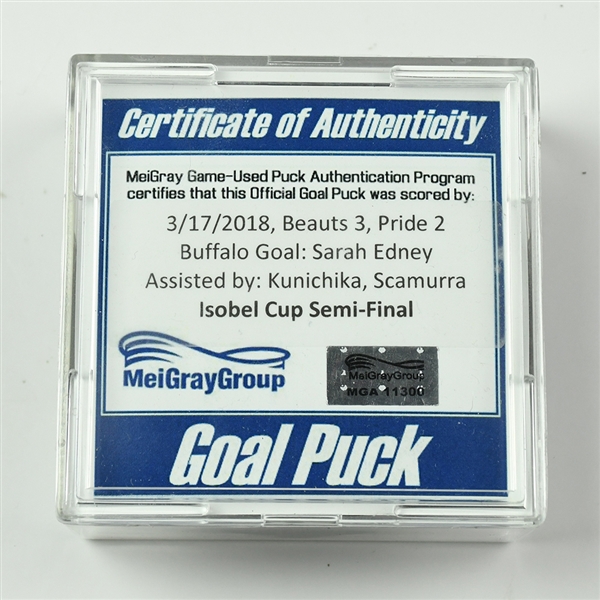 Certificate of Authenticity
MeiGray Game-Used Puck Authentication Program
certifies that this Official Goal Puck was scored by:
3/17/2018, Beauts 3, Pride 2
Buffalo Goal: Sarah Edney
Assisted by: Kunichika, Scamurra
Isobel Cup Semi-Final
MeiGrayGroup
MeiGrayGroup
MGA 11300
Goal Puck